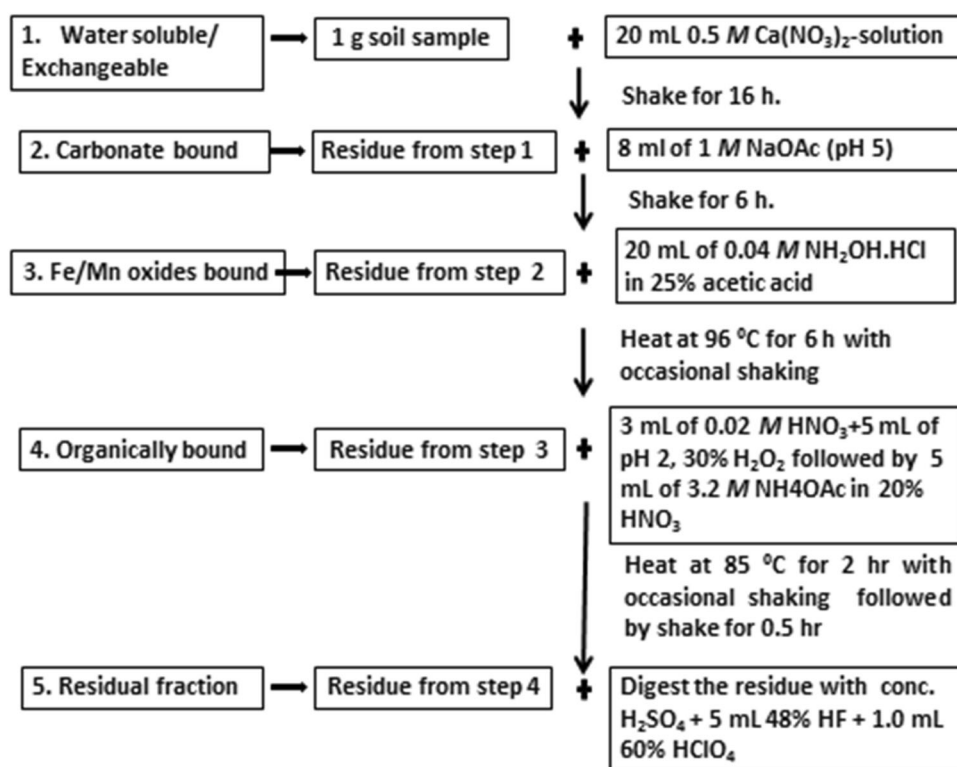 1. Water soluble/
Exchangeable
1 g soil sample
+
20 mL 0.5 M Ca(NO₃)₂-solution
Shake for 16 h.
2. Carbonate bound
Residue from step 1
+
8 ml of 1 M NaOAc (pH 5)
Shake for 6 h.
3. Fe/Mn oxides bound
Residue from step 2
+
20 mL of 0.04 M NH₂OH.HCl
in 25% acetic acid
Heat at 96 ⁰C for 6 h with
occasional shaking
4. Organically bound
Residue from step 3
+
3 mL of 0.02 M HNO₃+5 mL of
pH 2, 30% H₂O₂ followed by 5
mL of 3.2 M NH4OAc in 20%
HNO₃
Heat at 85 ⁰C for 2 hr with
occasional shaking followed
by shake for 0.5 hr
5. Residual fraction
Residue from step 4
+
Digest the residue with conc.
H₂SO₄ + 5 mL 48% HF + 1.0 mL
60% HClO₄